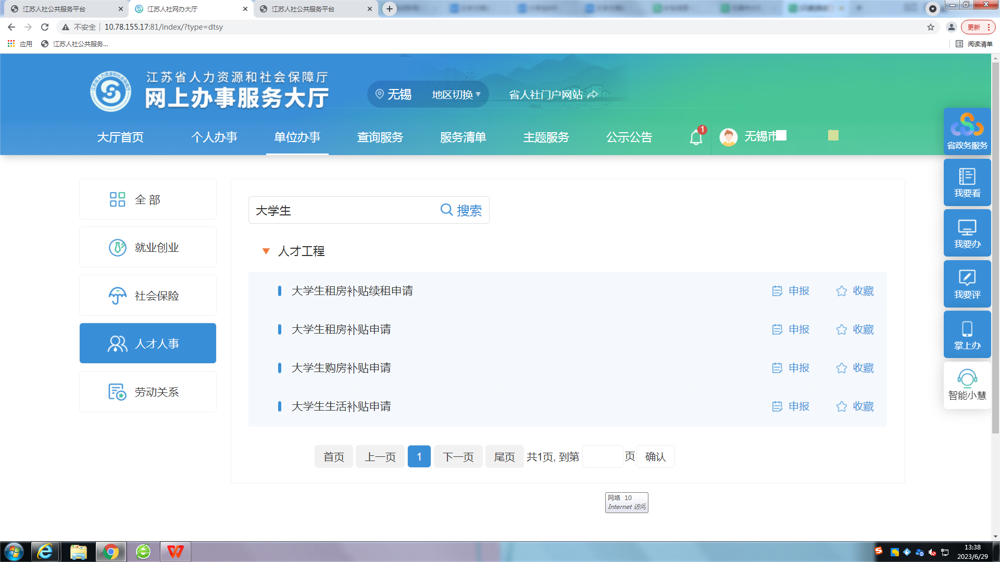 江苏人社公共服务平台
江苏人社网办大厅
江苏人社公共服务平台
不安全
10.78.155.17:81/index/?type=dtsy
更新
应用
江苏人社公共服务...
阅读清单
江苏省人力资源和社会保障厅
网上办事服务大厅
无锡
地区切换
省人社门户网站
大厅首页
个人办事
单位办事
查询服务
服务清单
主题服务
公示公告
1
无锡市
省政务服务
我要看
我要办
我要评
掌上办
智能小慧
全部
就业创业
社会保险
人才人事
劳动关系
大学生
搜索
人才工程
大学生租房补贴续租申请 申报 收藏
大学生租房补贴申请 申报 收藏
大学生购房补贴申请 申报 收藏
大学生生活补贴申请 申报 收藏
首页 上一页 1 下一页 尾页 共1页, 到第 页 确认
网络 10
Internet 访问
13:38
2023/6/29